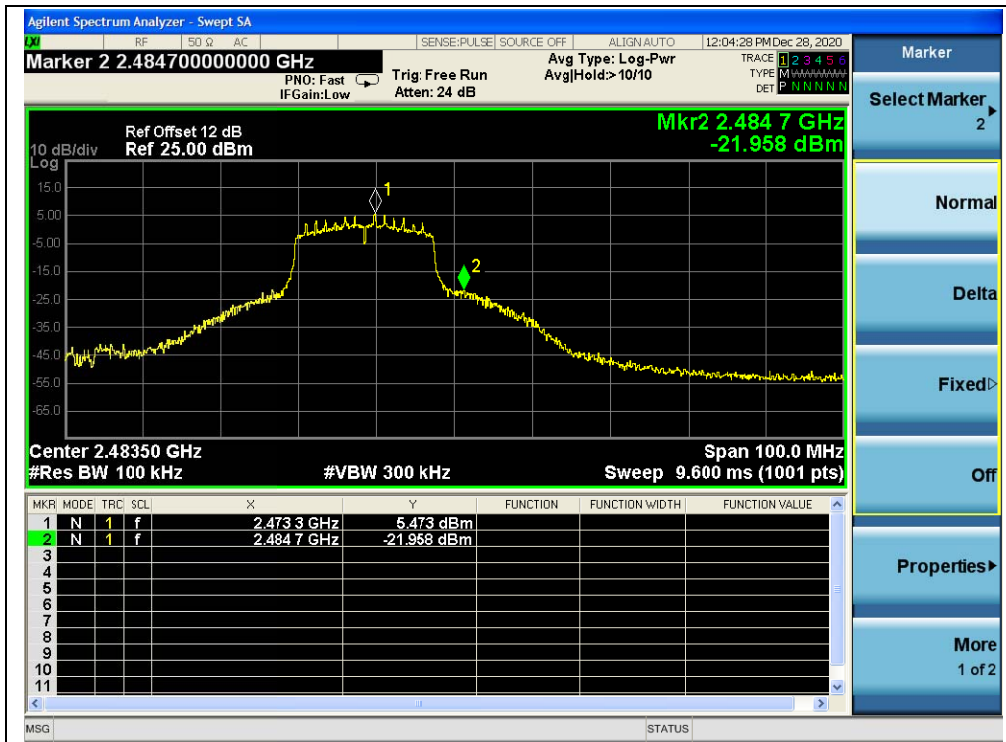 Agilent Spectrum Analyzer - Swept SA
LXI RF 50 Ω AC SENSE:PULSE SOURCE OFF ALIGN AUTO 12:04:28 PM Dec 28, 2020
Marker 2 2.484700000000 GHz
PNO: Fast
IFGain:Low
Trig: Free Run
Atten: 24 dB
Avg Type: Log-Pwr
Avg|Hold:>10/10
TRACE 1 2 3 4 5 6
TYPE M
DET P N N N N N
Mkr2 2.484 7 GHz
-21.958 dBm
Ref Offset 12 dB
10 dB/div Ref 25.00 dBm
Log
15.0
5.00
-5.00
-15.0
-25.0
-35.0
-45.0
-55.0
-65.0
1
2
Center 2.48350 GHz Span 100.0 MHz
#Res BW 100 kHz #VBW 300 kHz Sweep 9.600 ms (1001 pts)
MKR MODE TRC SCL X Y FUNCTION FUNCTION WIDTH FUNCTION VALUE
1 N 1 f 2.473 3 GHz 5.473 dBm
2 N 1 f 2.484 7 GHz -21.958 dBm
3
4
5
6
7
8
9
10
11
MSG STATUS
Marker
Select Marker
2
Normal
Delta
Fixed
Off
Properties
More
1 of 2